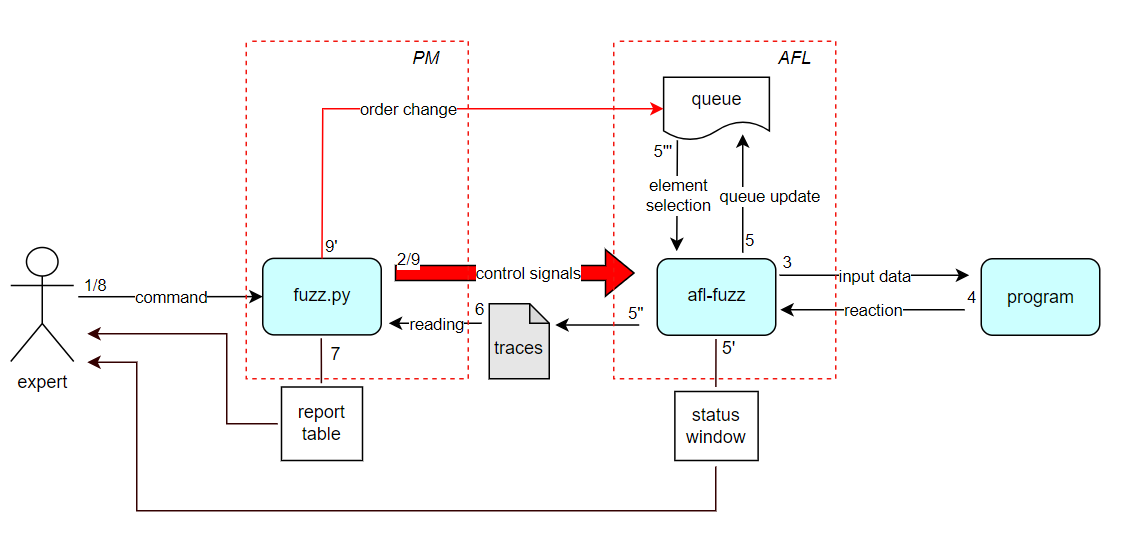 PM
AFL
queue
order change
5'''
element
selection
queue update
9'
5
2/9
control signals
3
input data
1/8
command
fuzz.py
afl-fuzz
4
program
reaction
6
5''
reading
traces
7
5'
expert
report
table
status
window